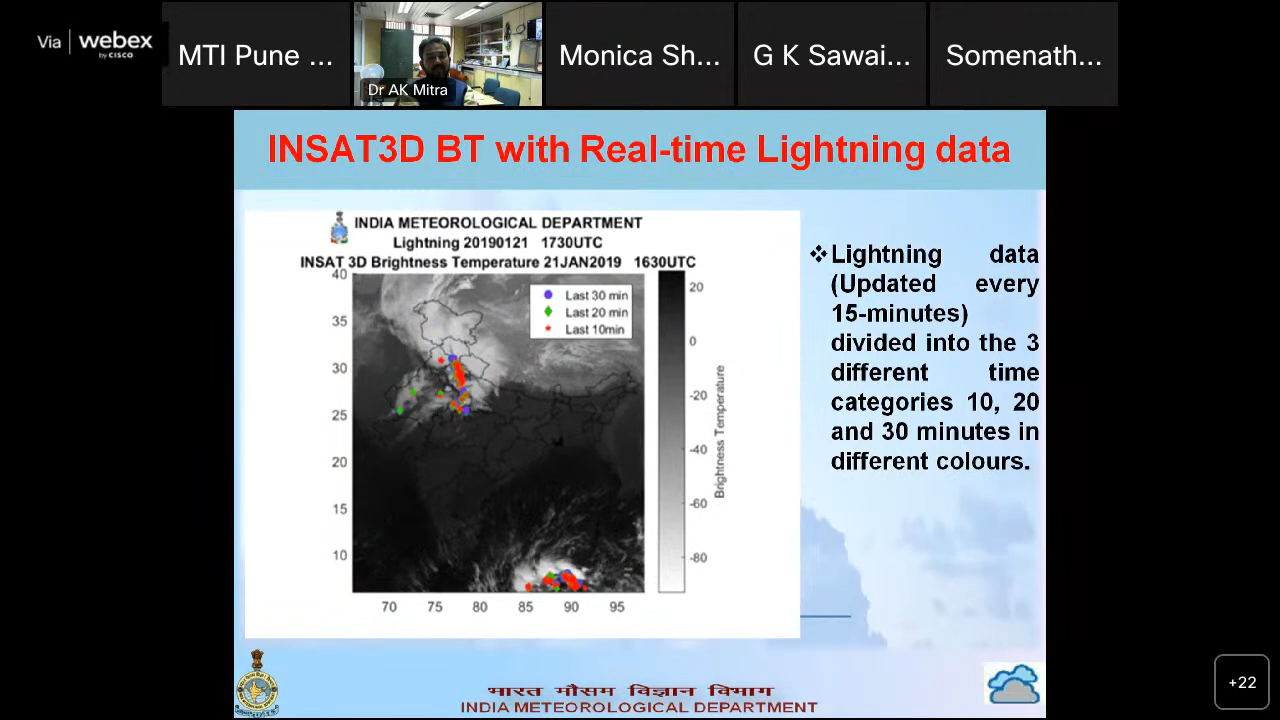 Via webex
by CISCO
MTI Pune ...
Dr AK Mitra
Monica Sh...
G K Sawai...
Somenath...
INSAT3D BT with Real-time Lightning data
INDIA METEOROLOGICAL DEPARTMENT
Lightning 20190121 1730UTC
INSAT 3D Brightness Temperature 21JAN2019 1630UTC
40
35
30
25
20
15
10
70 75 80 85 90 95
Last 30 min
Last 20 min
Last 10min
20
0
-20
-40
-60
-80
Brightness Temperature
❖Lightning data
(Updated every
15-minutes)
divided into the 3
different time
categories 10, 20
and 30 minutes in
different colours.
भारत मौसम विज्ञान विभाग
INDIA METEOROLOGICAL DEPARTMENT
+22